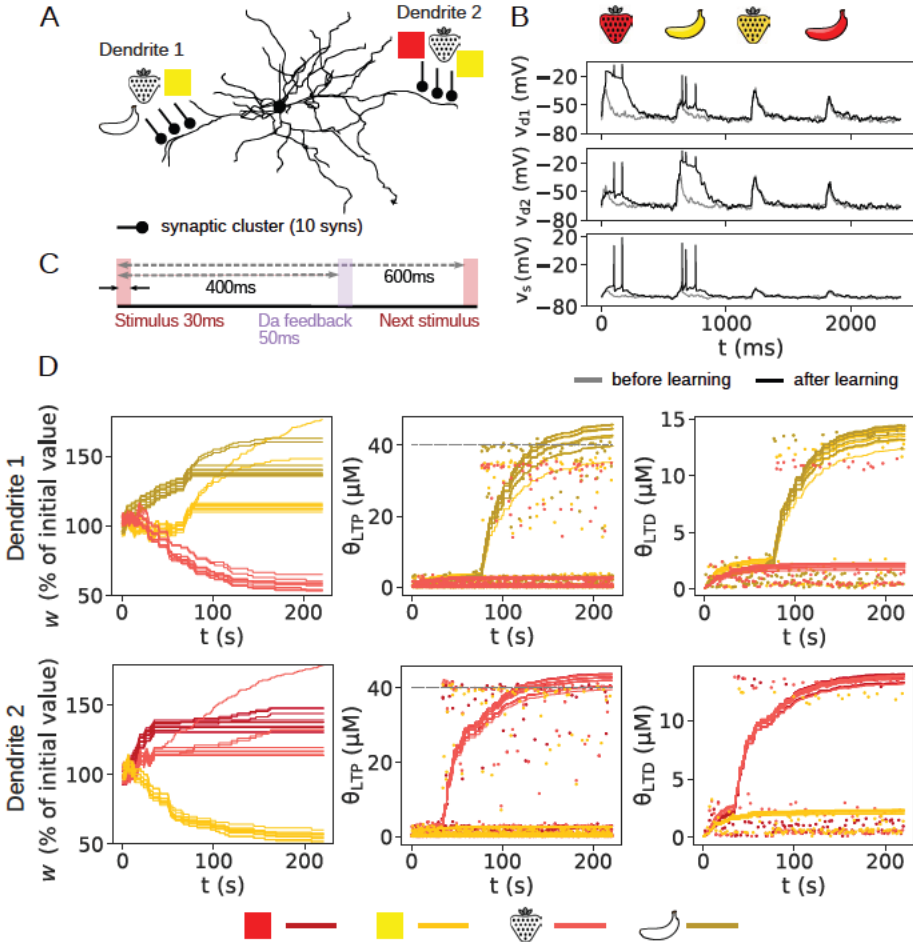 A
Dendrite 1
Dendrite 2
synaptic cluster (10 syns)
B
v_d1 (mV)
−20
−50
−80
v_d2 (mV)
−20
−50
−80
v_s (mV)
20
−20
−80
0
1000
2000
t (ms)
C
400ms
600ms
Stimulus 30ms
Da feedback
50ms
Next stimulus
D
before learning
after learning
Dendrite 1
w (% of initial value)
150
100
50
0
100
200
t (s)
θ_LTP (μM)
40
20
0
0
100
200
t (s)
θ_LTD (μM)
15
10
5
0
0
100
200
t (s)
Dendrite 2
w (% of initial value)
150
100
50
0
100
200
t (s)
θ_LTP (μM)
40
20
0
0
100
200
t (s)
θ_LTD (μM)
10
5
0
0
100
200
t (s)